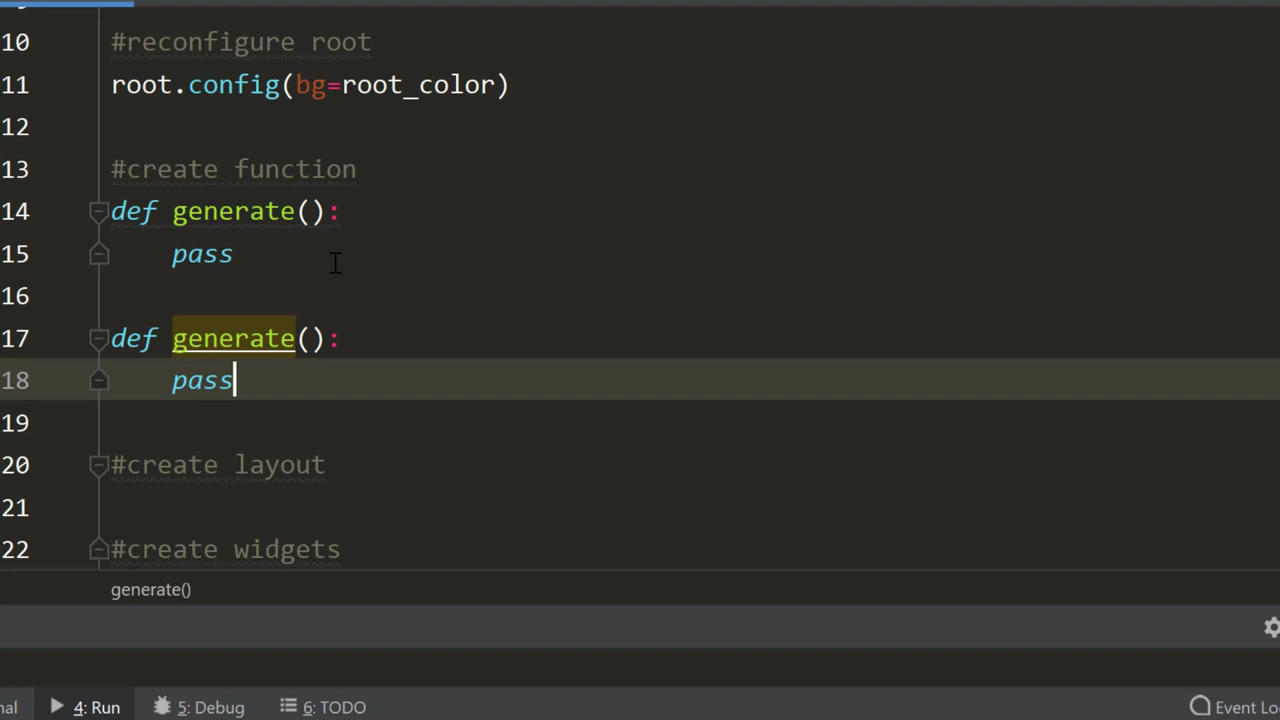 10 #reconfigure root
11 root.config(bg=root_color)
12
13 #create function
14 def generate():
15 pass
16
17 def generate():
18 pass
19
20 #create layout
21
22 #create widgets
generate()
4: Run 5: Debug 6: TODO